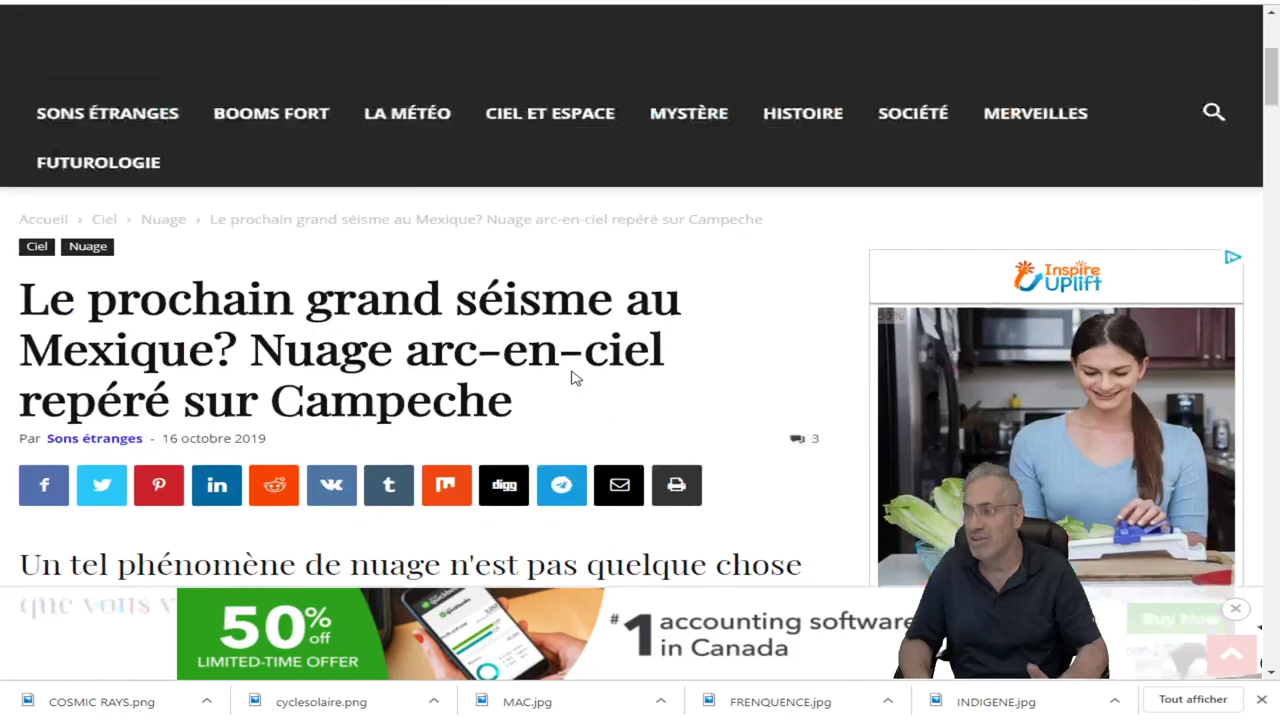 SONS ÉTRANGES BOOMS FORT LA MÉTÉO CIEL ET ESPACE MYSTÈRE HISTOIRE SOCIÉTÉ MERVEILLES
FUTUROLOGIE
Accueil › Ciel › Nuage › Le prochain grand séisme au Mexique? Nuage arc-en-ciel repéré sur Campeche
Ciel Nuage
Le prochain grand séisme au
Mexique? Nuage arc-en-ciel
repéré sur Campeche
Par Sons étranges - 16 octobre 2019
3
digg
Inspire
Uplift
Un tel phénomène de nuage n'est pas quelque chose
que vous v
50% off
LIMITED-TIME OFFER
#1 accounting software
in Canada
Buy Now
COSMIC RAYS.png
cyclesolaire.png
MAC.jpg
FRENQUENCE.jpg
INDIGENE.jpg
Tout afficher